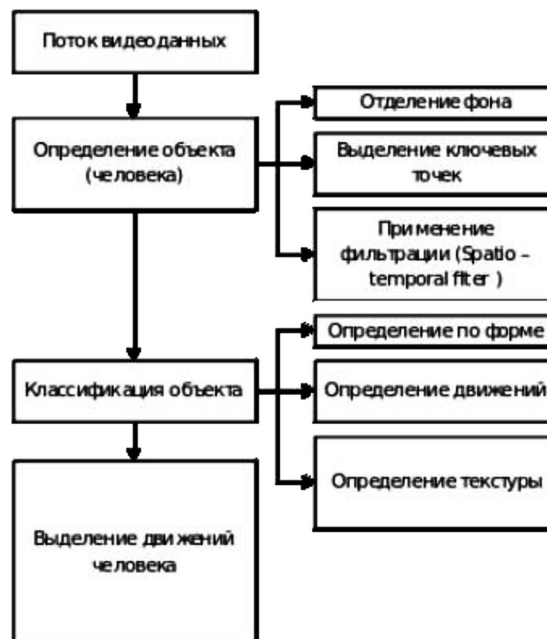 Поток видеоданных
Отделение фона
Определение объекта
(человека)
Выделение ключевых
точек
Применение
фильтрации (Spatio –
temporal filter )
Определение по форме
Классификация объекта
Определение движений
Определение текстуры
Выделение движений
человека